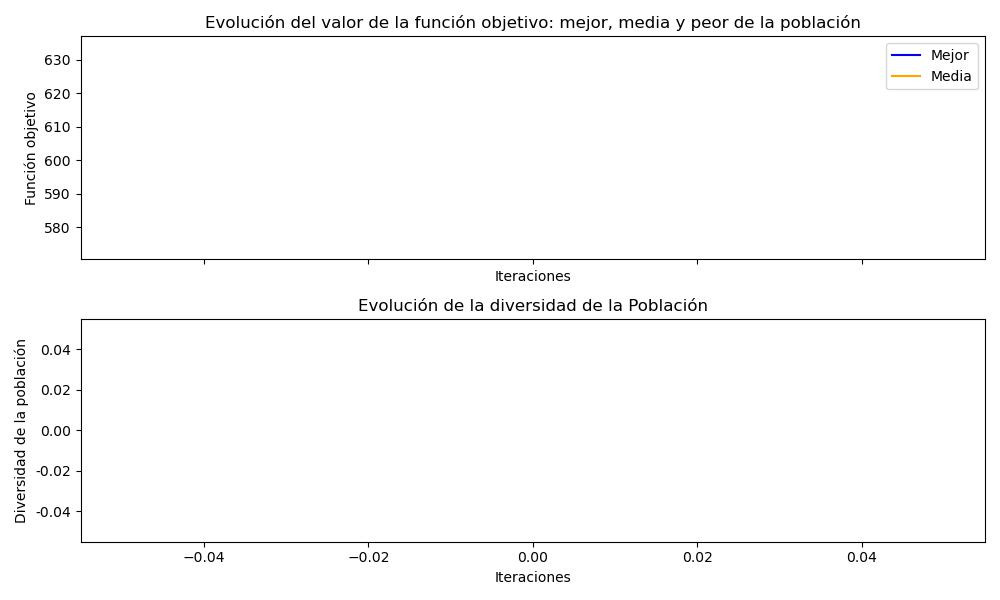 Evolución del valor de la función objetivo: mejor, media y peor de la población
Mejor
Media
630
620
610
600
590
580
Función objetivo
Iteraciones
Evolución de la diversidad de la Población
0.04
0.02
0.00
-0.02
-0.04
Diversidad de la población
−0.04 −0.02 0.00 0.02 0.04
Iteraciones